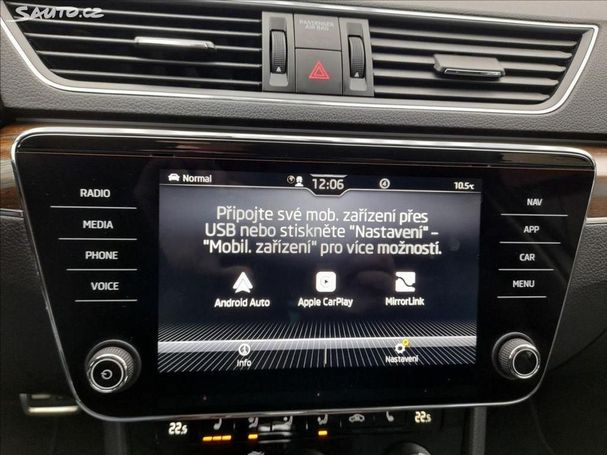 Sauto.cz
PASSENGER
AIR BAG
RADIO
MEDIA
PHONE
VOICE
Normal
12:06
4
10.5°C
Připojte své mob. zařízení přes
USB nebo stiskněte "Nastavení" –
"Mobil. zařízení" pro více možností.
Android Auto
Apple CarPlay
MirrorLink
Info
Nastavení
NAV
APP
CAR
MENU
22.5
22.5